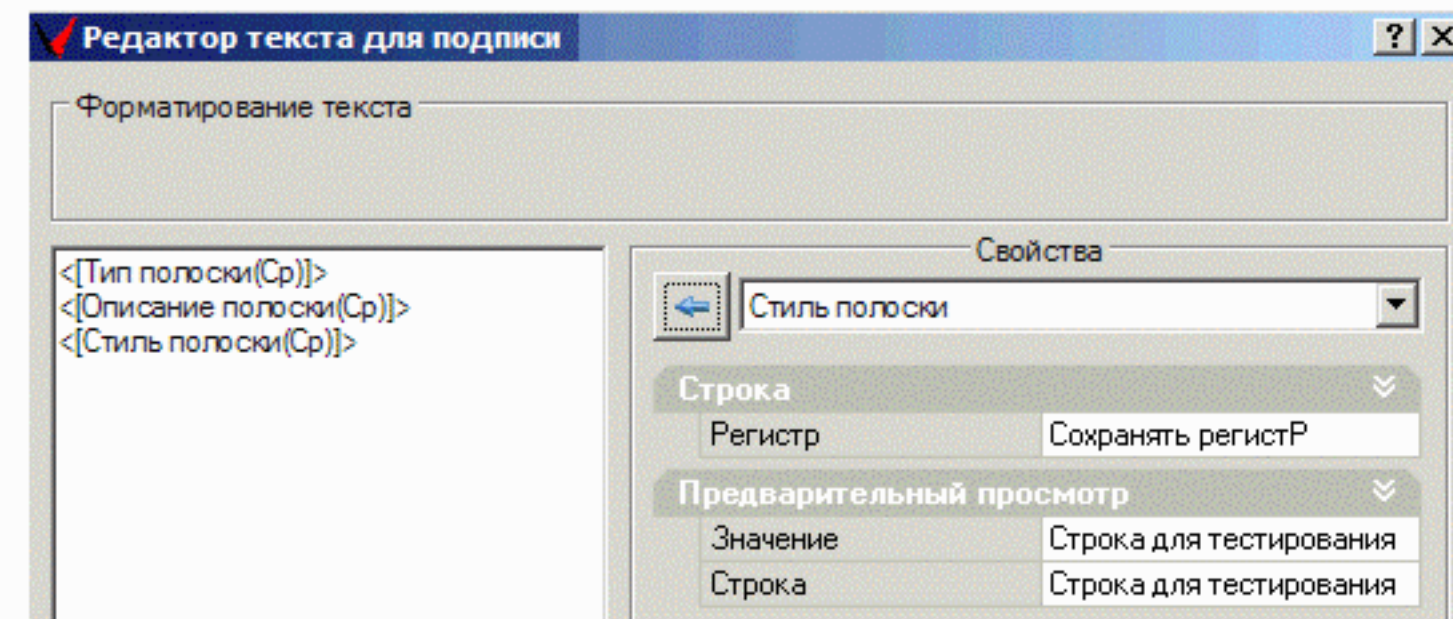 Редактор текста для подписи
Форматирование текста
<[Тип полоски(Ср)]>
<[Описание полоски(Ср)]>
<[Стиль полоски(Ср)]>
Свойства
Стиль полоски
Строка
Регистр Сохранять регистР
Предварительный просмотр
Значение Строка для тестирования
Строка Строка для тестирования